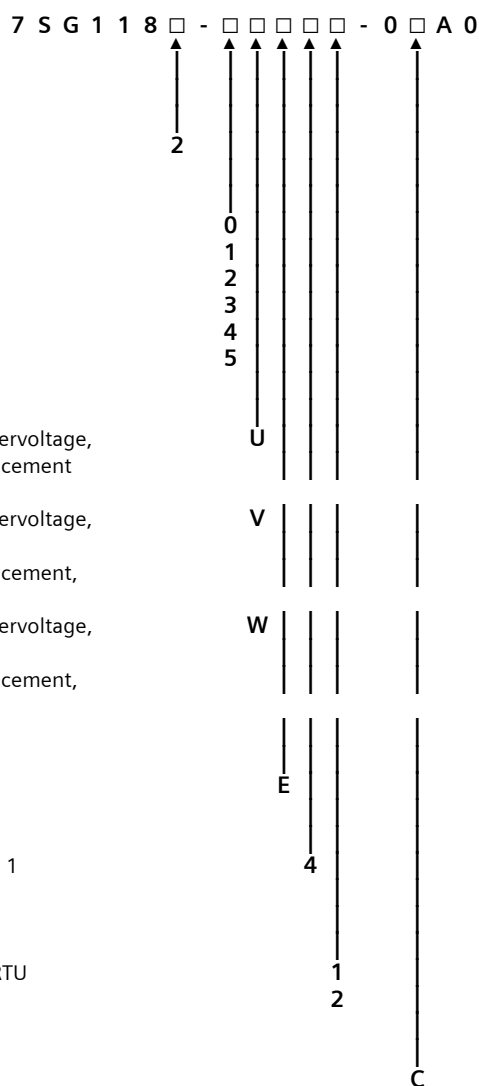 7 S G 1 1 8 □ - □ □ □ □ □ - 0 □ A 0
2
0
1
2
3
4
5
ervoltage, U
cement
ervoltage, V
cement,
ervoltage, W
cement,
E
1 4
RTU 1
2
C